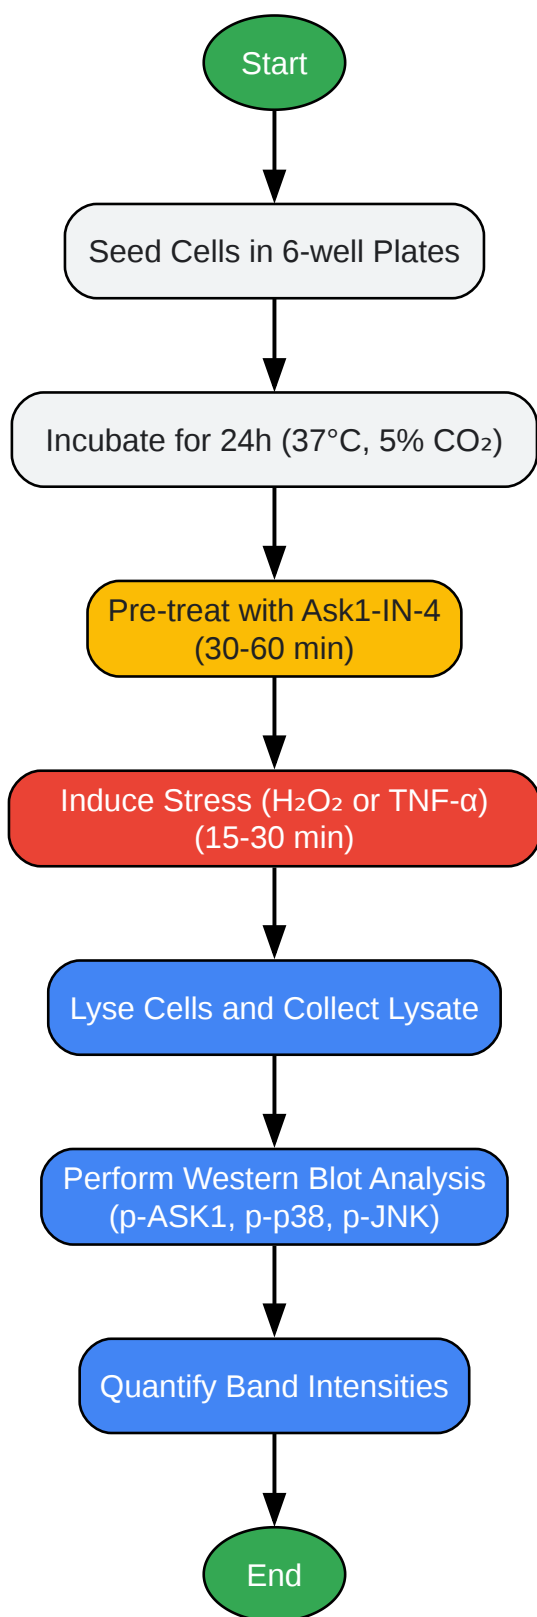 Start
Seed Cells in 6-well Plates
Incubate for 24h (37°C, 5% CO₂)
Pre-treat with Ask1-IN-4
(30-60 min)
Induce Stress (H₂O₂ or TNF-α)
(15-30 min)
Lyse Cells and Collect Lysate
Perform Western Blot Analysis
(p-ASK1, p-p38, p-JNK)
Quantify Band Intensities
End